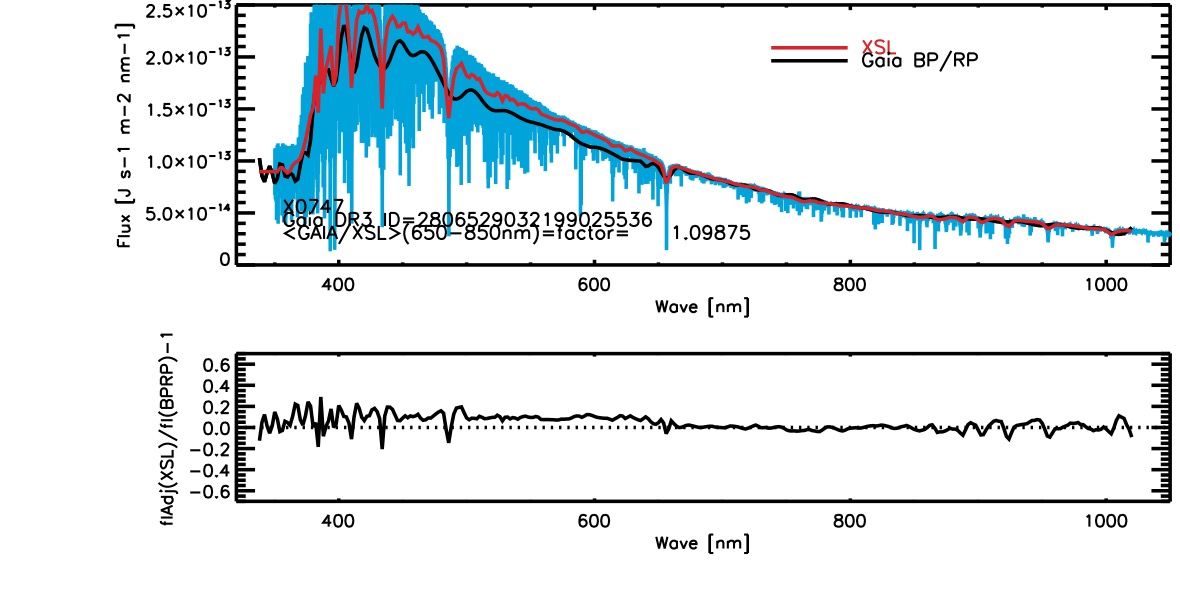 2.5×10−13
2.0×10−13
1.5×10−13
1.0×10−13
5.0×10−14
0
Flux [J s−1 m−2 nm−1]
XSL
Gaia BP/RP
X0747
Gaia DR3 ID=2806529032199025536
<GAIA/XSL>(650−850nm)=factor= 1.09875
400 600 800 1000
Wave [nm]
0.6
0.4
0.2
0.0
−0.2
−0.4
−0.6
flAdj(XSL)/fl(BPRP)−1
400 600 800 1000
Wave [nm]